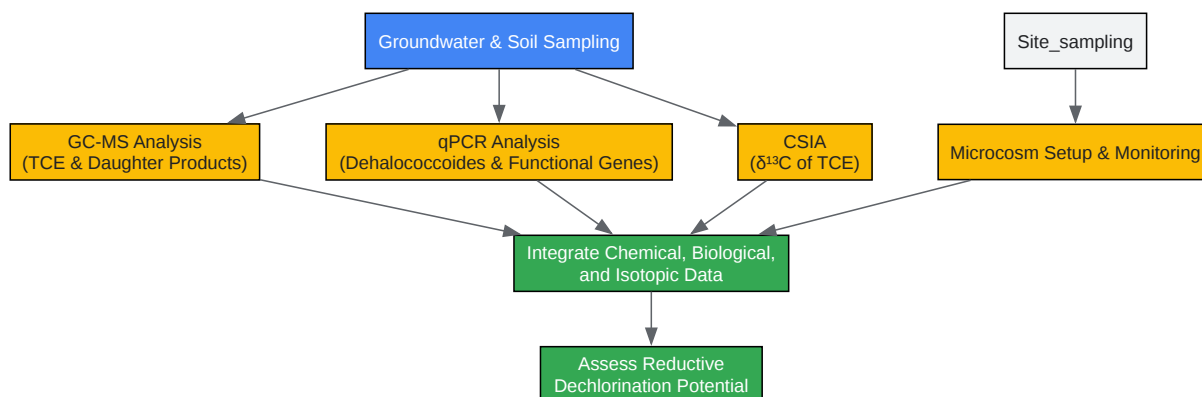 Groundwater & Soil Sampling
Site_sampling
GC-MS Analysis
(TCE & Daughter Products)
qPCR Analysis
(Dehalococcoides & Functional Genes)
CSIA
(δ¹³C of TCE)
Microcosm Setup & Monitoring
Integrate Chemical, Biological,
and Isotopic Data
Assess Reductive
Dechlorination Potential